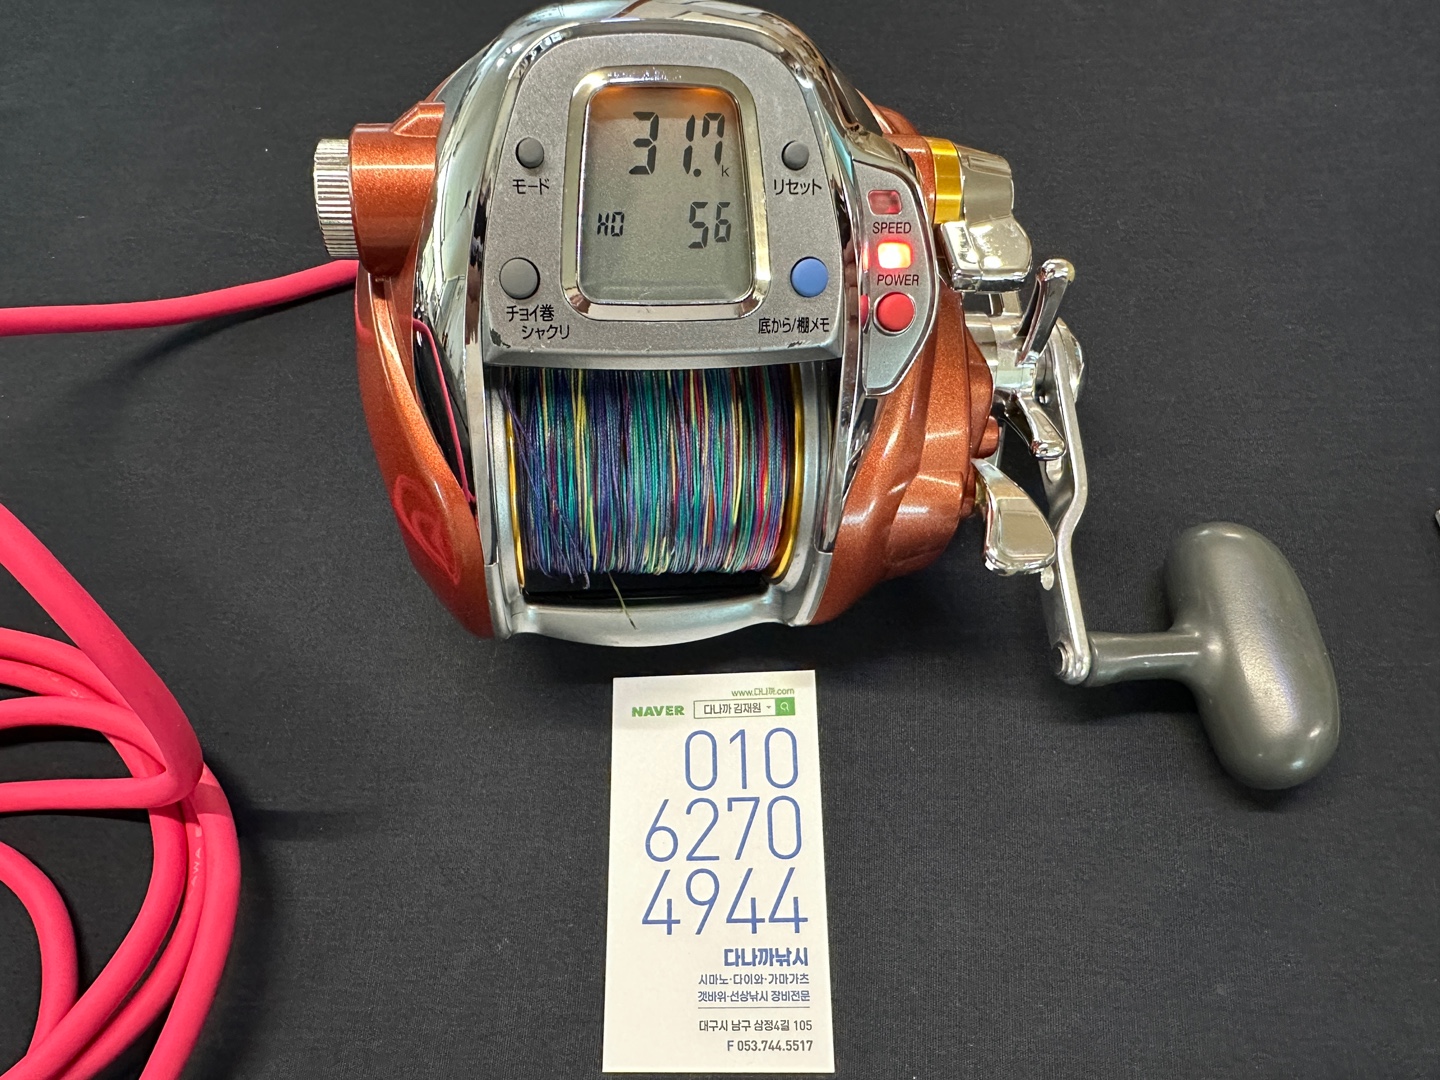 31.7
k
NO 56
モード
リセット
チョイ巻
シャクリ
底から/棚メモ
SPEED
POWER
www.다나까.com
NAVER 다나까 김재원
010
6270
4944
다나까낚시
시마노·다이와·가마가츠
갯바위·선상낚시 장비전문
대구시 남구 삼정4길 105
F 053.744.5517